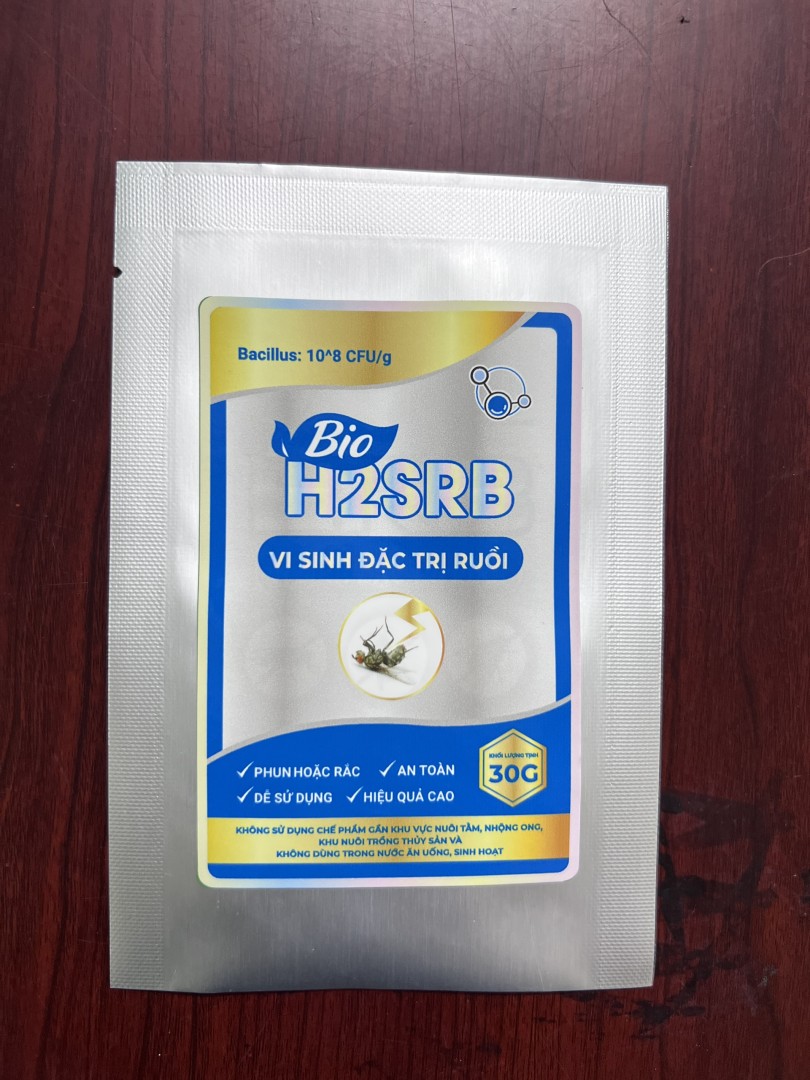 Bacillus: 10^8 CFU/g
Bio
H2SRB
VI SINH ĐẶC TRỊ RUỒI
✓ PHUN HOẶC RẮC ✓ AN TOÀN
✓ DỄ SỬ DỤNG ✓ HIỆU QUẢ CAO
KHỐI LƯỢNG TỊNH
30G
KHÔNG SỬ DỤNG CHẾ PHẨM GẦN KHU VỰC NUÔI TẰM, NHỘNG ONG,
KHU NUÔI TRỒNG THỦY SẢN VÀ
KHÔNG DÙNG TRONG NƯỚC ĂN UỐNG, SINH HOẠT